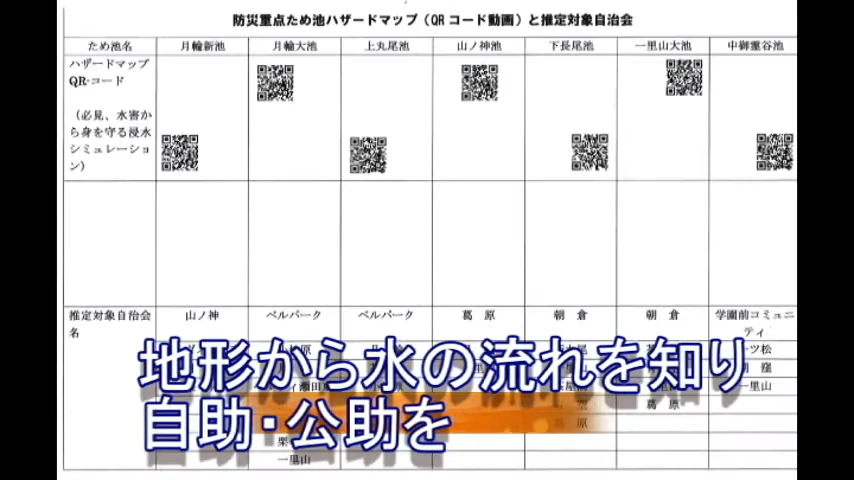 防災重点ため池ハザードマップ（QRコード動画）と推定対象自治会
ため池名 月輪新池 月輪大池 上丸尾池 山ノ神池 下長尾池 一里山大池 中御霊谷池
ハザードマップ
QR-コード
（必見、水害か
ら身を守る浸水
シミュレーショ
ン）
推定対象自治会 山ノ神 ベルパーク ベルパーク 葛原 朝倉 朝倉 学園前コミュニ
名 ティ
地形から水の流れを知り
自助・公助を
一里山
葛原
一里山